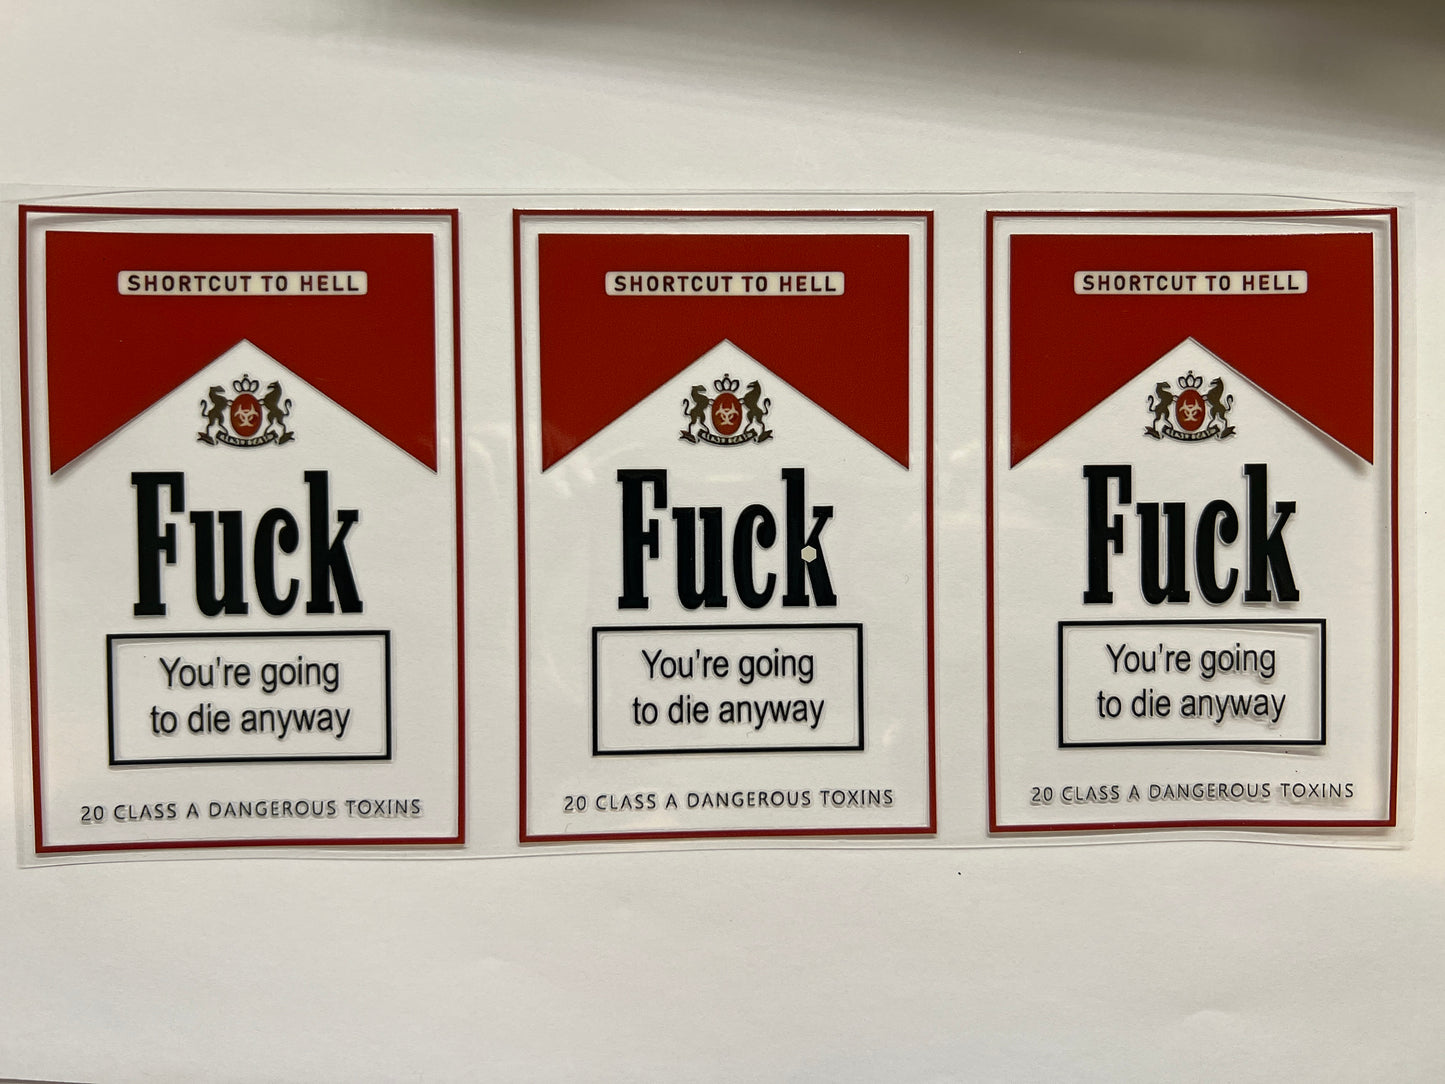 SHORTCUT TO HELL
Fuck
You're going
to die anyway
20 CLASS A DANGEROUS TOXINS
SHORTCUT TO HELL
Fuck
You're going
to die anyway
20 CLASS A DANGEROUS TOXINS
SHORTCUT TO HELL
Fuck
You're going
to die anyway
20 CLASS A DANGEROUS TOXINS